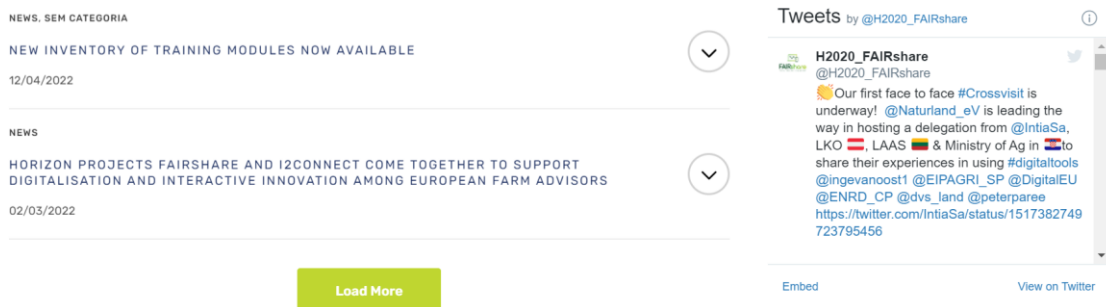 NEWS, SEM CATEGORIA
NEW INVENTORY OF TRAINING MODULES NOW AVAILABLE
12/04/2022
NEWS
HORIZON PROJECTS FAIRSHARE AND I2CONNECT COME TOGETHER TO SUPPORT
DIGITALISATION AND INTERACTIVE INNOVATION AMONG EUROPEAN FARM ADVISORS
02/03/2022
Load More
Tweets by @H2020_FAIRshare
H2020_FAIRshare
@H2020_FAIRshare
👏Our first face to face #Crossvisit is
underway! @Naturland_eV is leading the
way in hosting a delegation from @IntiaSa,
LKO 🇦🇹, LAAS 🇱🇹 & Ministry of Ag in 🇭🇷to
share their experiences in using #digitaltools
@ingevanoost1 @EIPAGRI_SP @DigitalEU
@ENRD_CP @dvs_land @peterparee
https://twitter.com/IntiaSa/status/1517382749
723795456
Embed
View on Twitter